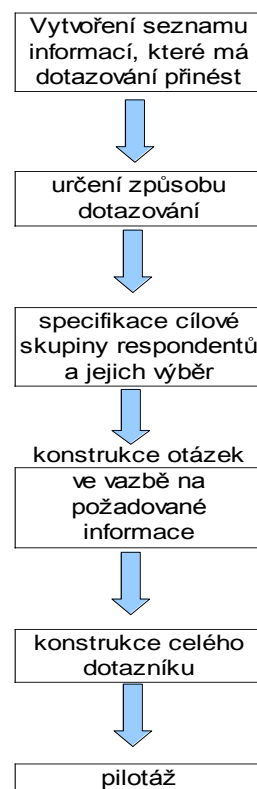 Vytvoření seznamu
informací, které má
dotazování přinést
určení způsobu
dotazování
specifikace cílové
skupiny respondentů
a jejich výběr
konstrukce otázek
ve vazbě na
požadované
informace
konstrukce celého
dotazníku
pilotáž